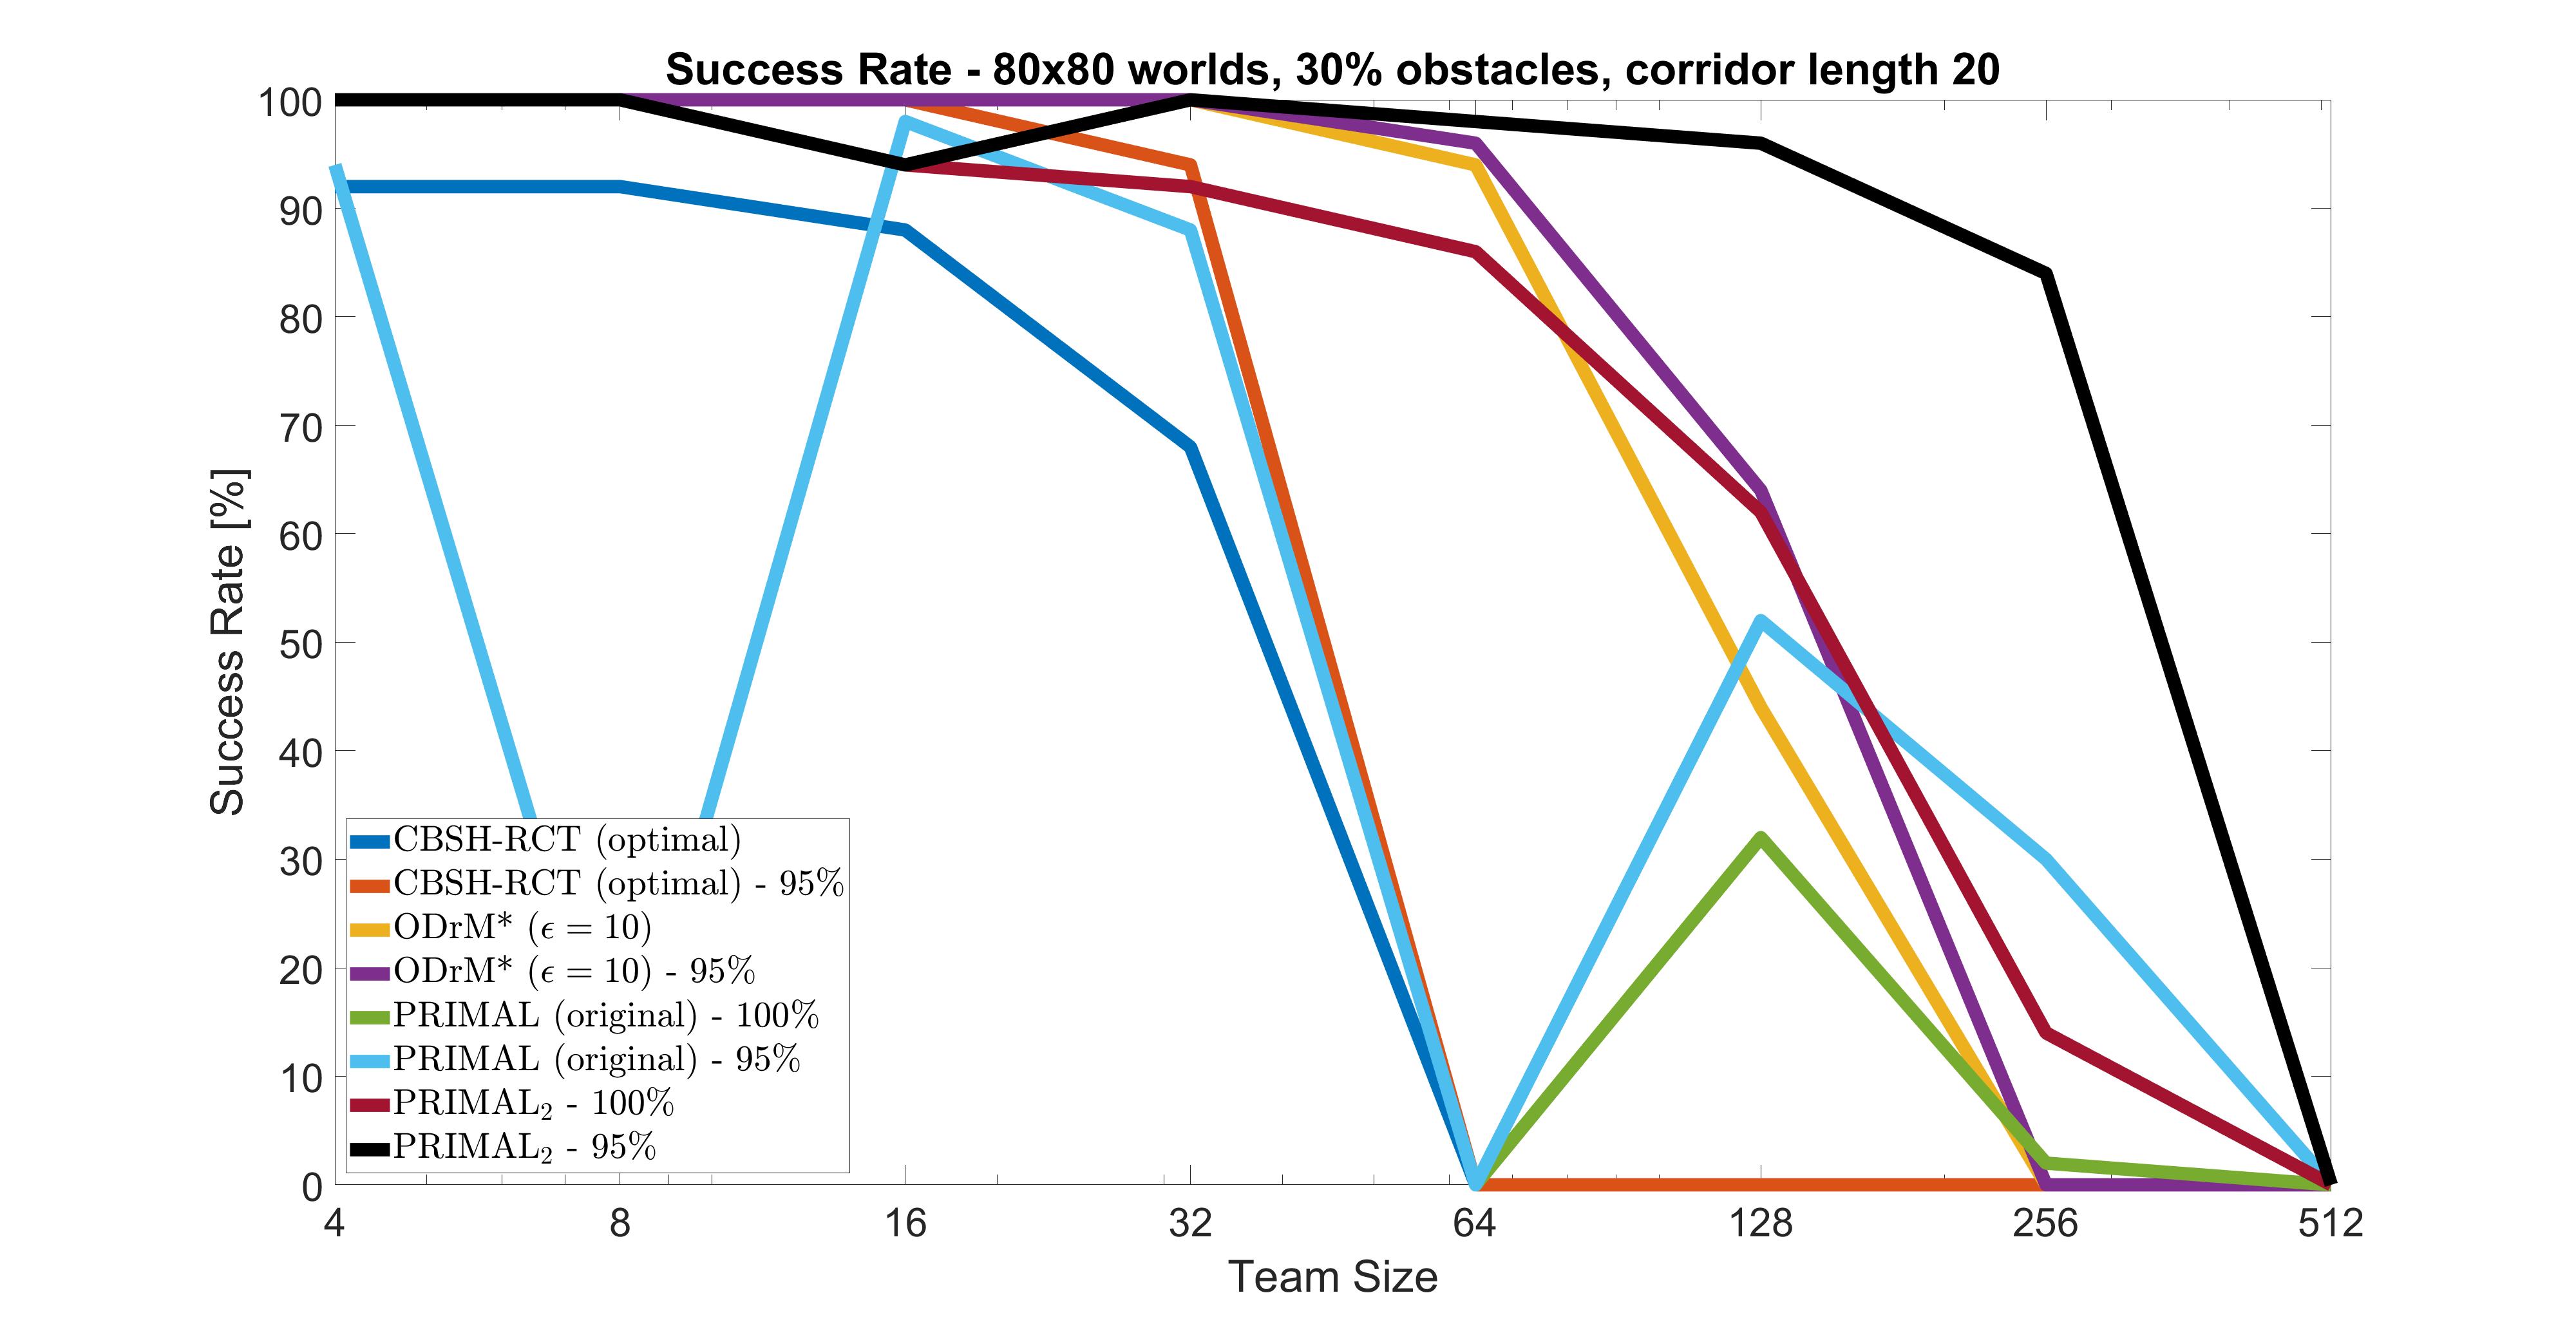 Success Rate - 80x80 worlds, 30% obstacles, corridor length 20
Success Rate [%]
100
90
80
70
60
50
40
30
20
10
0
CBSH-RCT (optimal)
CBSH-RCT (optimal) - 95%
ODrM* (ϵ = 10)
ODrM* (ϵ = 10) - 95%
PRIMAL (original) - 100%
PRIMAL (original) - 95%
PRIMAL₂ - 100%
PRIMAL₂ - 95%
4 8 16 32 64 128 256 512
Team Size